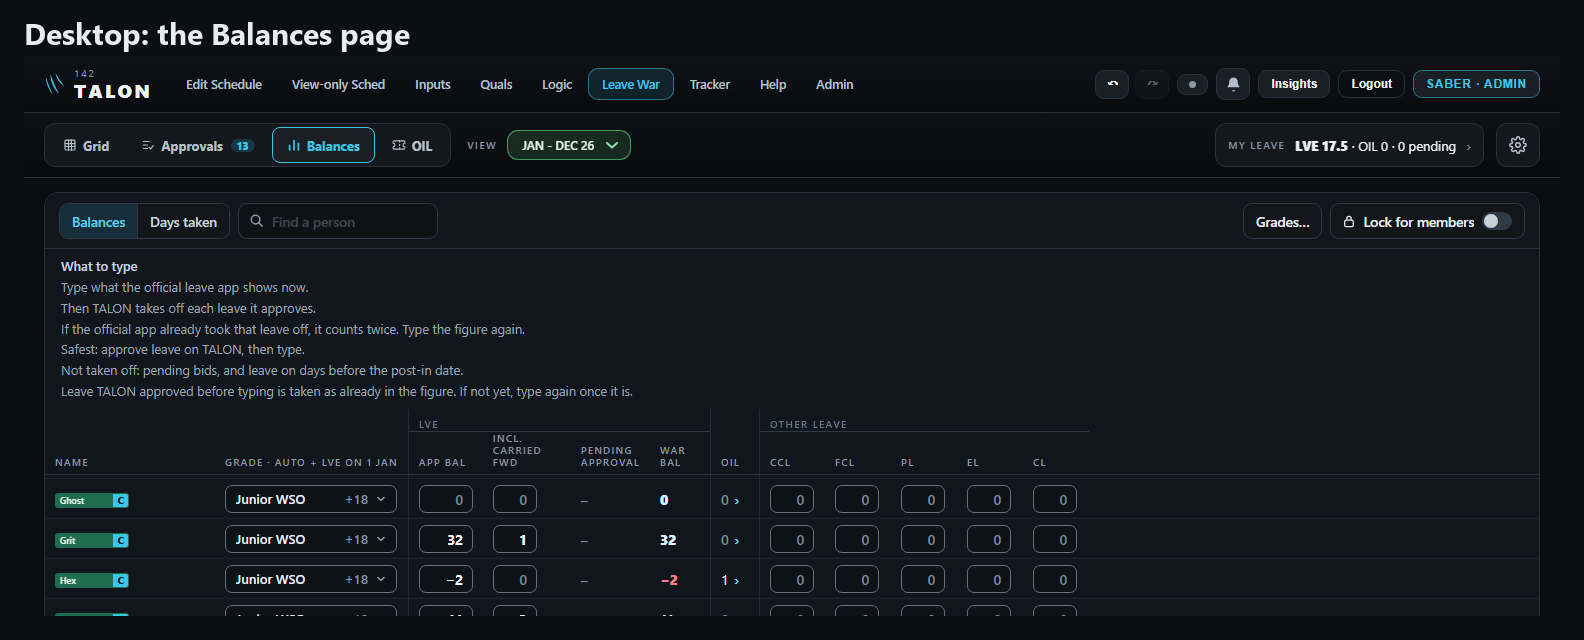 Desktop: the Balances page
142
TALON
Edit Schedule View-only Sched Inputs Quals Logic Leave War Tracker Help Admin
Insights Logout SABER · ADMIN
Grid Approvals 13 Balances OIL VIEW JAN - DEC 26
MY LEAVE LVE 17.5 · OIL 0 · 0 pending ›
Balances Days taken Find a person
Grades... Lock for members
What to type
Type what the official leave app shows now.
Then TALON takes off each leave it approves.
If the official app already took that leave off, it counts twice. Type the figure again.
Safest: approve leave on TALON, then type.
Not taken off: pending bids, and leave on days before the post-in date.
Leave TALON approved before typing is taken as already in the figure. If not yet, type again once it is.
LVE OTHER LEAVE
NAME GRADE · AUTO + LVE ON 1 JAN APP BAL INCL. CARRIED FWD PENDING APPROVAL WAR BAL OIL CCL FCL PL EL CL
Ghost C Junior WSO +18 0 0 – 0 0 › 0 0 0 0 0
Grit C Junior WSO +18 32 1 – 32 0 › 0 0 0 0 0
Hex C Junior WSO +18 −2 0 – −2 1 › 0 0 0 0 0